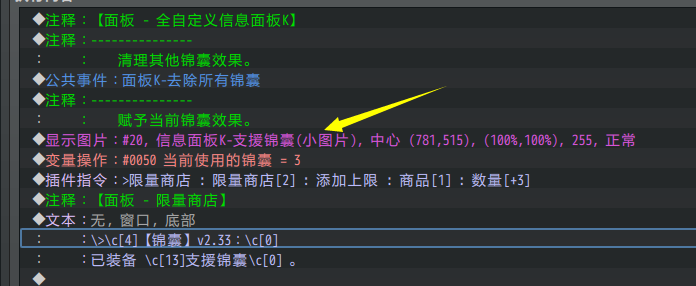 ◆注释：【面板 - 全自定义信息面板K】
◆注释：---------------
：　　：　　清理其他锦囊效果。
◆公共事件：面板K-去除所有锦囊
◆注释：---------------
：　　：　　赋予当前锦囊效果。
◆显示图片：#20, 信息面板K-支援锦囊(小图片), 中心 (781,515), (100%,100%), 255, 正常
◆变量操作：#0050 当前使用的锦囊 = 3
◆插件指令：>限量商店 : 限量商店[2] : 添加上限 : 商品[1] : 数量[+3]
◆注释：【面板 - 限量商店】
◆文本：无, 窗口, 底部
：　　：\>\c[4]【锦囊】v2.33：\c[0]
：　　：已装备 \c[13]支援锦囊\c[0] 。
◆